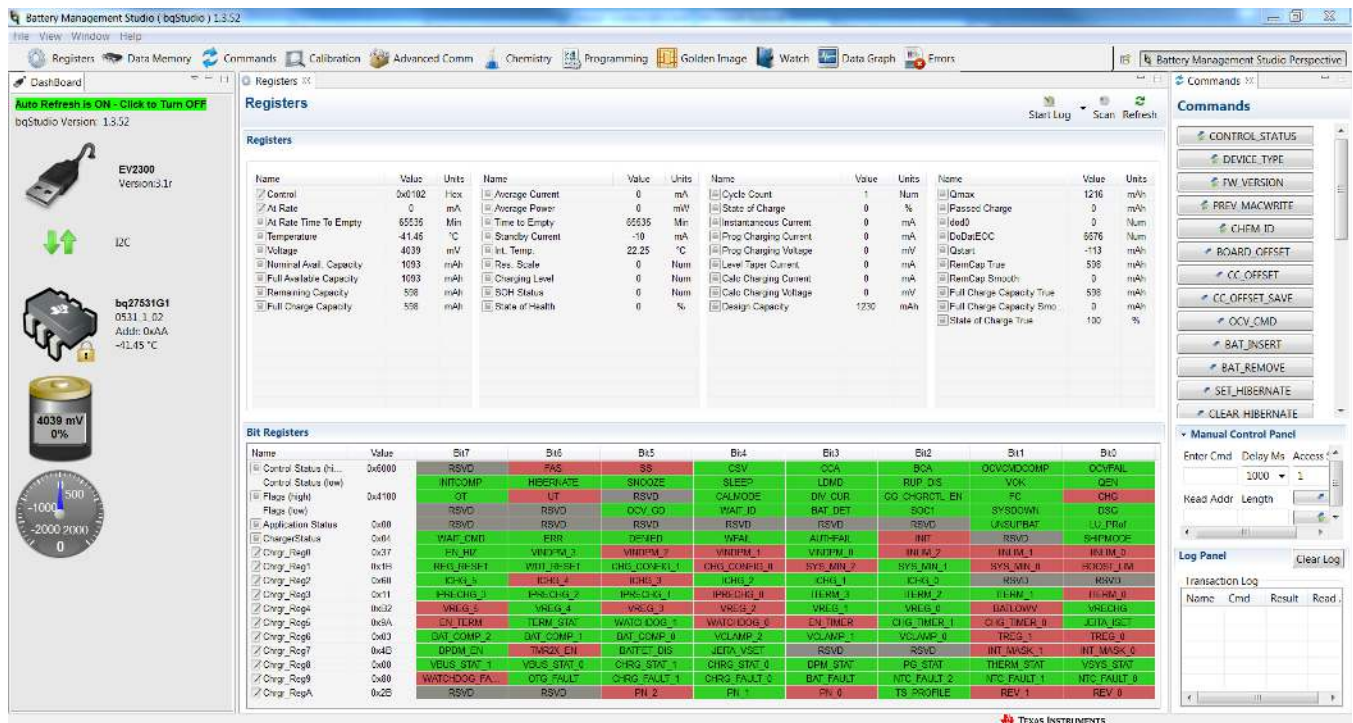 Battery Management Studio ( bqStudio ) 1.3.52
File View Window Help
Registers Data Memory Commands Calibration Advanced Comm Chemistry Programming Golden Image Watch Data Graph Errors Battery Management Studio Perspective
DashBoard
Auto Refresh is ON - Click to Turn OFF
bqStudio Version: 1.3.52
EV2300
Version:3.1r
I2C
bq27531G1
0531_1_02
Addr: 0xAA
-41.45 °C
4039 mV
0%
500
-1000
-2000 2000
0
Registers
Registers
Start Log Scan Refresh
Registers
Name Value Units Name Value Units Name Value Units Name Value Units
Control 0x0102 Hex Average Current 0 mA Cycle Count 1 Num Qmax 1216 mAh
At Rate 0 mA Average Power 0 mW State of Charge 0 % Passed Charge 0 mAh
At Rate Time To Empty 65535 Min Time to Empty 65535 Min Instantaneous Current 0 mA dod0 0 Num
Temperature -41.45 °C Standby Current -10 mA Prog Charging Current 0 mA DoDatEOC 6676 Num
Voltage 4039 mV Int. Temp. 22.25 °C Prog Charging Voltage 0 mV Qstart -113 mAh
Nominal Avail. Capacity 1093 mAh Res. Scale 0 Num Level Taper Current 0 mA RemCap True 598 mAh
Full Available Capacity 1093 mAh Charging Level 0 Num Calc Charging Current 0 mA RemCap Smooth 0 mAh
Remaining Capacity 598 mAh SOH Status 0 Num Calc Charging Voltage 0 mV Full Charge Capacity True 598 mAh
Full Charge Capacity 598 mAh State of Health 0 % Design Capacity 1230 mAh Full Charge Capacity Smo... 0 mAh
State of Charge True 100 %
Bit Registers
Name Value Bit7 Bit6 Bit5 Bit4 Bit3 Bit2 Bit1 Bit0
Control Status (hi... 0x6000 RSVD FAS SS CSV CCA BCA OCVCMDCOMP OCVFAIL
Control Status (low) INITCOMP HIBERNATE SNOOZE SLEEP LDMD RUP_DIS VOK QEN
Flags (high) 0x4100 OT UT RSVD CALMODE DIV_CUR CG_CHGRCTL_EN FC CHG
Flags (low) RSVD RSVD OCV_GD WAIT_ID BAT_DET SOC1 SYSDOWN DSG
Application Status 0x00 RSVD RSVD RSVD RSVD RSVD RSVD UNSUPBAT LU_PRof
ChargerStatus 0x04 WAIT_CMD ERR DENIED WFAIL AUTHFAIL INIT RSVD SHIPMODE
Chrgr_Reg0 0x37 EN_HIZ VINDPM_3 VINDPM_2 VINDPM_1 VINDPM_0 INLIM_2 INLIM_1 INLIM_0
Chrgr_Reg1 0x1B REG_RESET WDT_RESET CHG_CONFIG_1 CHG_CONFIG_0 SYS_MIN_2 SYS_MIN_1 SYS_MIN_0 BOOST_LIM
Chrgr_Reg2 0x60 ICHG_5 ICHG_4 ICHG_3 ICHG_2 ICHG_1 ICHG_0 RSVD RSVD
Chrgr_Reg3 0x11 IPRECHG_3 IPRECHG_2 IPRECHG_1 IPRECHG_0 ITERM_3 ITERM_2 ITERM_1 ITERM_0
Chrgr_Reg4 0xB2 VREG_5 VREG_4 VREG_3 VREG_2 VREG_1 VREG_0 BATLOWV VRECHG
Chrgr_Reg5 0x9A EN_TERM TERM_STAT WATCHDOG_1 WATCHDOG_0 EN_TIMER CHG_TIMER_1 CHG_TIMER_0 JEITA_ISET
Chrgr_Reg6 0x03 BAT_COMP_2 BAT_COMP_1 BAT_COMP_0 VCLAMP_2 VCLAMP_1 VCLAMP_0 TREG_1 TREG_0
Chrgr_Reg7 0x4B DPDM_EN TMR2X_EN BATFET_DIS JEITA_VSET RSVD RSVD INT_MASK_1 INT_MASK_0
Chrgr_Reg8 0x00 VBUS_STAT_1 VBUS_STAT_0 CHRG_STAT_1 CHRG_STAT_0 DPM_STAT PG_STAT THERM_STAT VSYS_STAT
Chrgr_Reg9 0x80 WATCHDOG_FA... OTG_FAULT CHRG_FAULT_1 CHRG_FAULT_0 BAT_FAULT NTC_FAULT_2 NTC_FAULT_1 NTC_FAULT_0
Chrgr_RegA 0x2B RSVD RSVD PN_2 PN_1 PN_0 TS_PROFILE REV_1 REV_0
Commands
Commands
CONTROL_STATUS
DEVICE_TYPE
FW_VERSION
PREV_MACWRITE
CHEM_ID
BOARD_OFFSET
CC_OFFSET
CC_OFFSET_SAVE
OCV_CMD
BAT_INSERT
BAT_REMOVE
SET_HIBERNATE
CLEAR_HIBERNATE
Manual Control Panel
Enter Cmd Delay Ms Access
1000 1
Read Addr Length
Log Panel Clear Log
Transaction Log
Name Cmd Result Read
TEXAS INSTRUMENTS